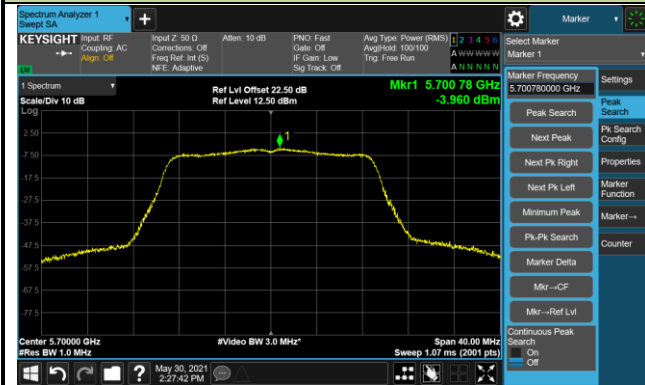 Spectrum Analyzer 1
Swept SA
Marker
KEYSIGHT
Input: RF
Coupling: AC
Align: Off
Input Z: 50 Ω
Corrections: Off
Freq Ref: Int (S)
NFE: Adaptive
Atten: 10 dB
PNO: Fast
Gate: Off
IF Gain: Low
Sig Track: Off
Avg Type: Power (RMS)
Avg|Hold: 100/100
Trig: Free Run
1 2 3 4 5 6
A W W W W W
A N N N N N
Select Marker
Marker 1
LV
1 Spectrum
Ref Lvl Offset 22.50 dB
Mkr1 5.700 78 GHz
Scale/Div 10 dB
Ref Level 12.50 dBm
-3.960 dBm
Log
2.50
-7.50
-17.5
-27.5
-37.5
-47.5
-57.5
-67.5
-77.5
1
Center 5.70000 GHz
#Video BW 3.0 MHz*
Span 40.00 MHz
#Res BW 1.0 MHz
Sweep 1.07 ms (2001 pts)
Marker Frequency
5.700780000 GHz
Peak Search
Next Peak
Next Pk Right
Next Pk Left
Minimum Peak
Pk-Pk Search
Marker Delta
Mkr→CF
Mkr→Ref Lvl
Continuous Peak
Search
On
Off
Settings
Peak
Search
Pk Search
Config
Properties
Marker
Function
Marker→
Counter
?
May 30, 2021
2:27:42 PM